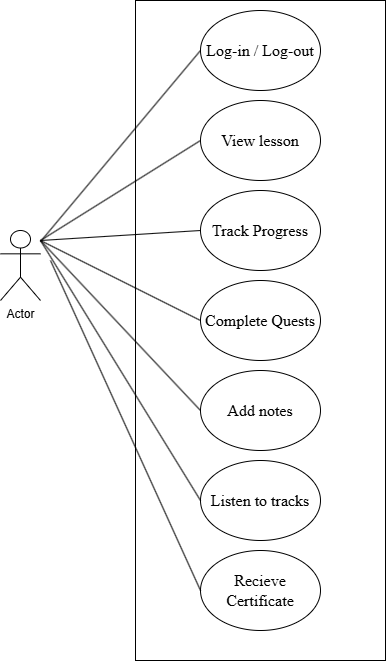 Log-in / Log-out
View lesson
Track Progress
Actor
Complete Quests
Add notes
Listen to tracks
Recieve
Certificate